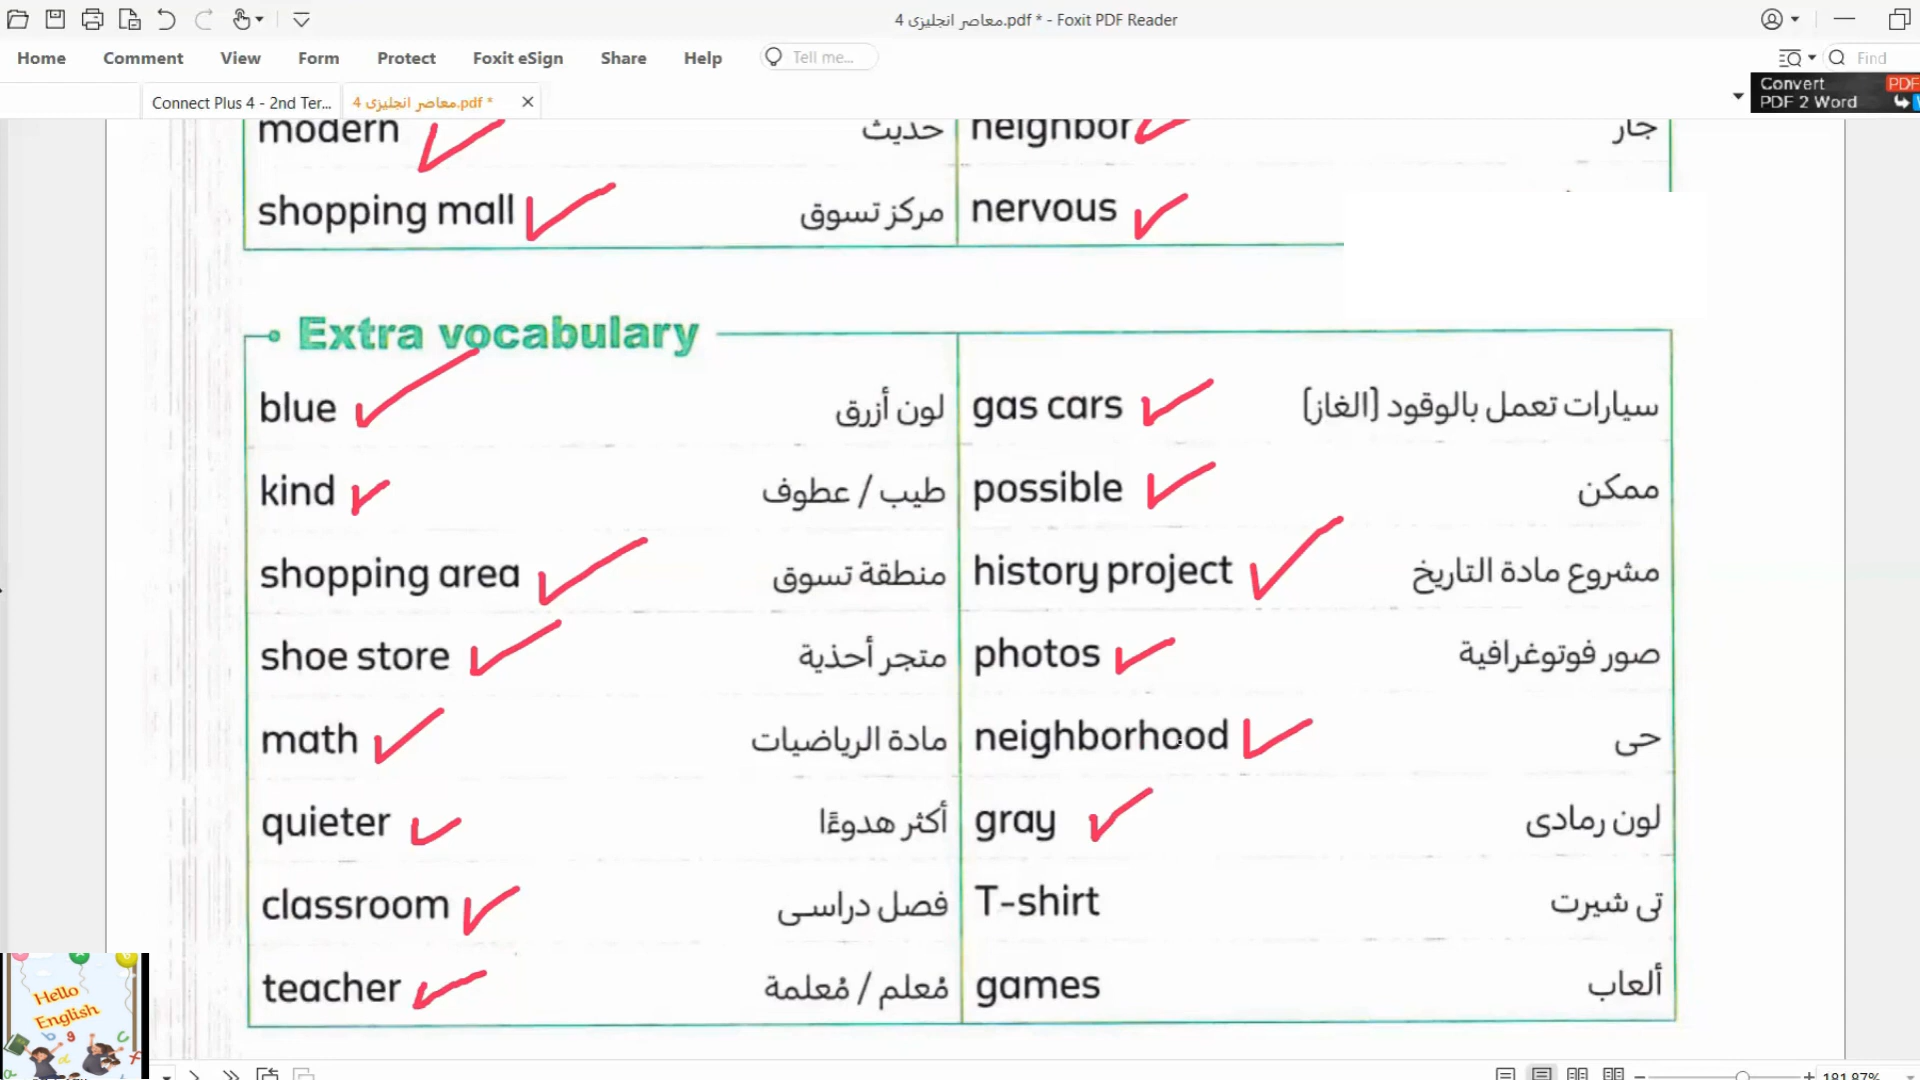 معاصر انجليزى 4.pdf * - Foxit PDF Reader
Home Comment View Form Protect Foxit eSign Share Help Tell me... Find
Convert PDF
PDF 2 Word
Connect Plus 4 - 2nd Ter... معاصر انجليزى 4.pdf *
modern حديث neighbor جار
shopping mall مركز تسوق nervous
Extra vocabulary
blue لون أزرق gas cars سيارات تعمل بالوقود (الغاز)
kind طيب / عطوف possible ممكن
shopping area منطقة تسوق history project مشروع مادة التاريخ
shoe store متجر أحذية photos صور فوتوغرافية
math مادة الرياضيات neighborhood حى
quieter أكثر هدوءًا gray لون رمادى
classroom فصل دراسى T-shirt تى شيرت
teacher مُعلم / مُعلمة games ألعاب
Hello
English
181.87%